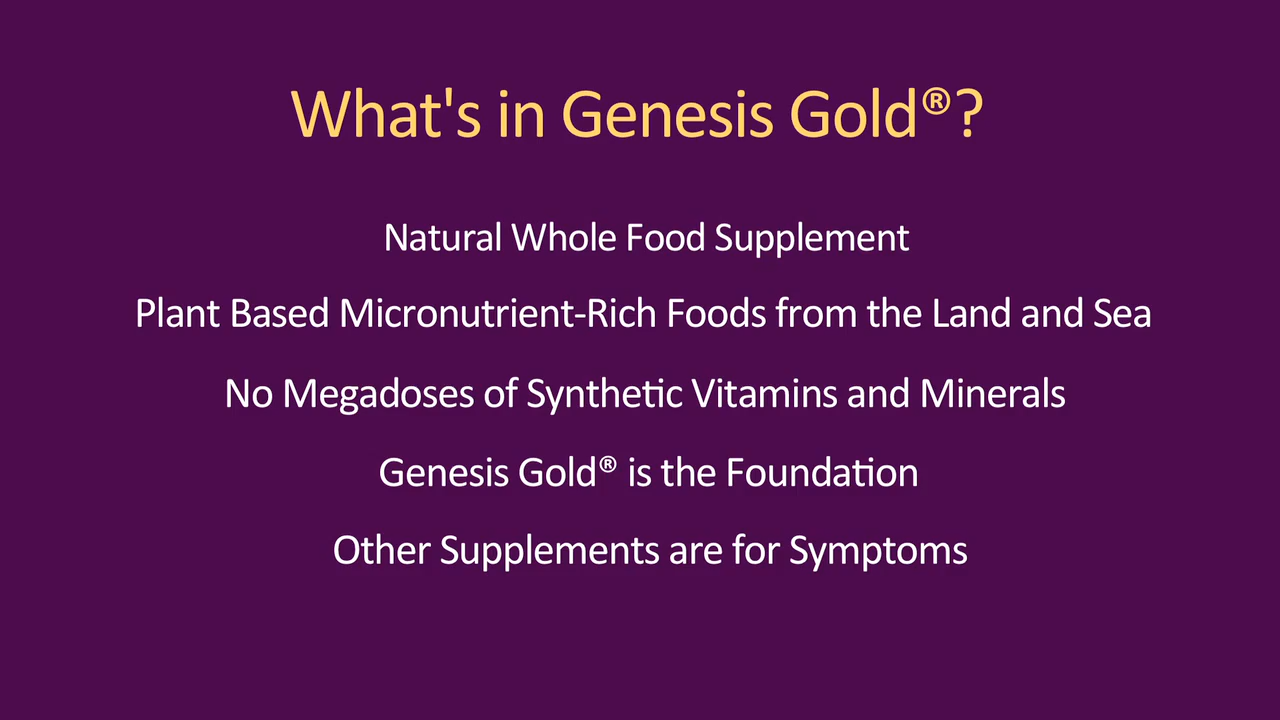 What's in Genesis Gold®?
Natural Whole Food Supplement
Plant Based Micronutrient-Rich Foods from the Land and Sea
No Megadoses of Synthetic Vitamins and Minerals
Genesis Gold® is the Foundation
Other Supplements are for Symptoms